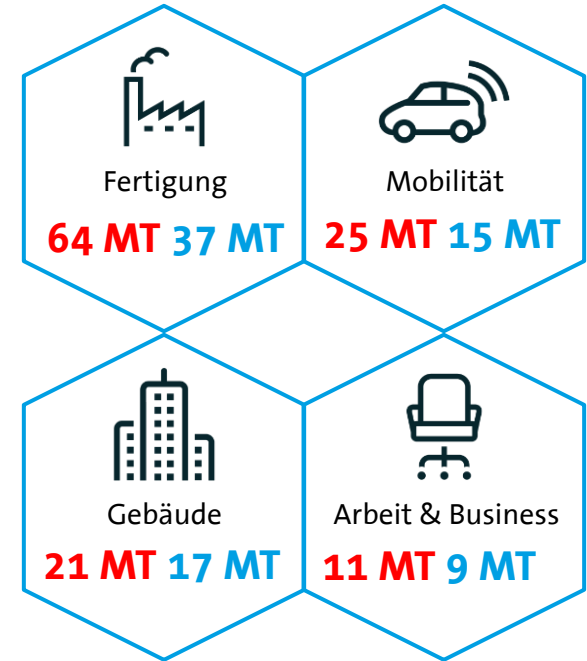 Fertigung
64 MT 37 MT
Mobilität
25 MT 15 MT
Gebäude
21 MT 17 MT
Arbeit & Business
11 MT 9 MT